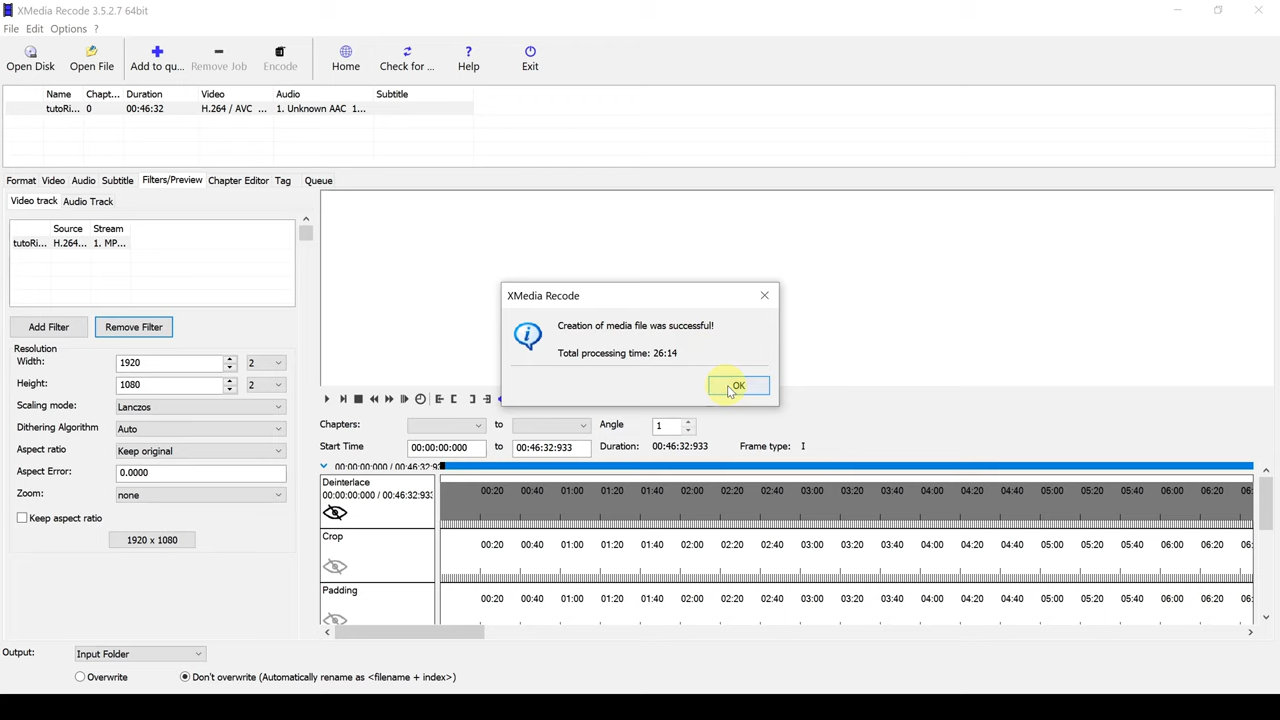 XMedia Recode 3.5.2.7 64bit
File Edit Options ?
Open Disk Open File Add to qu... Remove Job Encode Home Check for ... Help Exit
Name Chapt... Duration Video Audio Subtitle
tutoRi... 0 00:46:32 H.264 / AVC ... 1. Unknown AAC 1...
Format Video Audio Subtitle Filters/Preview Chapter Editor Tag Queue
Video track Audio Track
Source Stream
tutoRi... H.264... 1. MP...
Add Filter Remove Filter
Resolution
Width: 1920 2
Height: 1080 2
Scaling mode: Lanczos
Dithering Algorithm Auto
Aspect ratio Keep original
Aspect Error: 0.0000
Zoom: none
Keep aspect ratio
1920 x 1080
XMedia Recode
Creation of media file was successful!
Total processing time: 26:14
OK
Chapters: to Angle 1
Start Time 00:00:00:000 to 00:46:32:933 Duration: 00:46:32:933 Frame type: I
00:00:00:000 / 00:46:32:93
Deinterlace
00:00:00:000 / 00:46:32:933
00:20 00:40 01:00 01:20 01:40 02:00 02:20 02:40 03:00 03:20 03:40 04:00 04:20 04:40 05:00 05:20 05:40 06:00 06:20 06:
Crop
00:20 00:40 01:00 01:20 01:40 02:00 02:20 02:40 03:00 03:20 03:40 04:00 04:20 04:40 05:00 05:20 05:40 06:00 06:20 06:
Padding
00:20 00:40 01:00 01:20 01:40 02:00 02:20 02:40 03:00 03:20 03:40 04:00 04:20 04:40 05:00 05:20 05:40 06:00 06:20 06:
Output: Input Folder
Overwrite Don't overwrite (Automatically rename as <filename + index>)